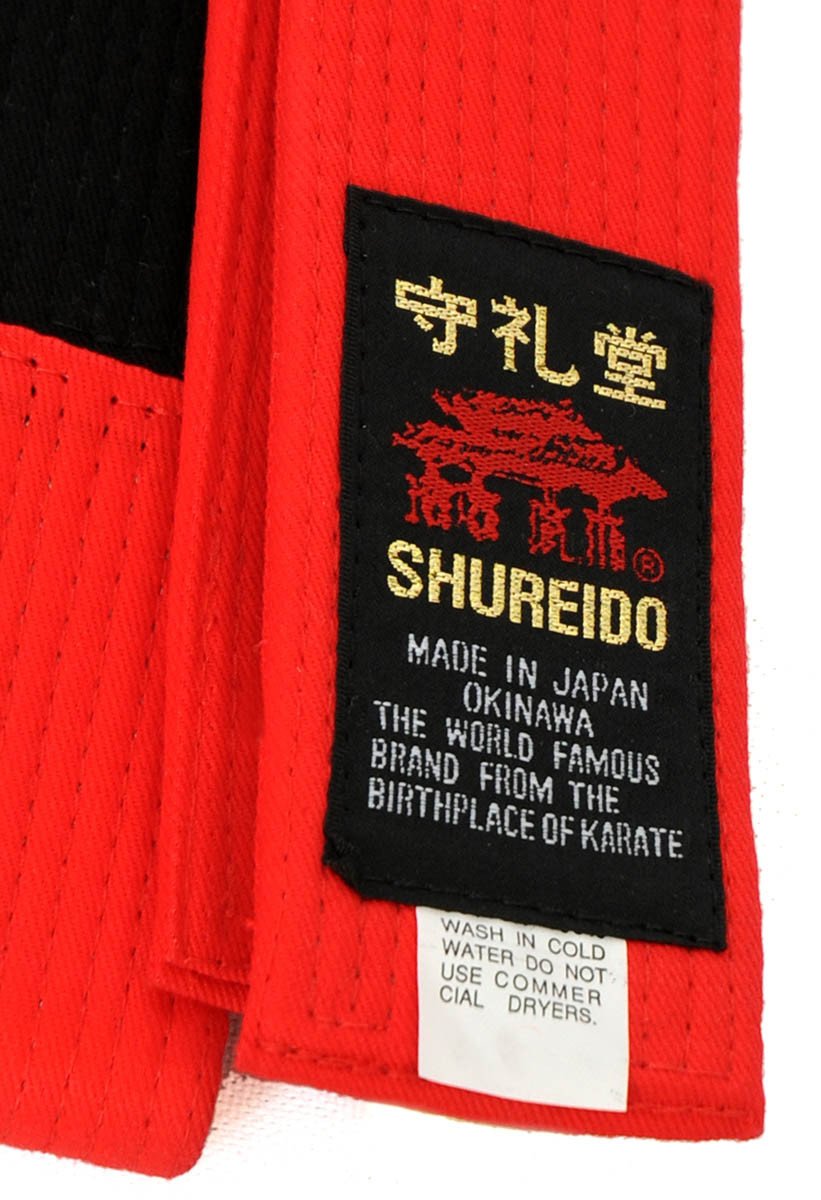 守礼堂
®
SHUREIDO
MADE IN JAPAN
OKINAWA
THE WORLD FAMOUS
BRAND FROM THE
BIRTHPLACE OF KARATE
WASH IN COLD
WATER DO NOT
USE COMMER
CIAL DRYERS.